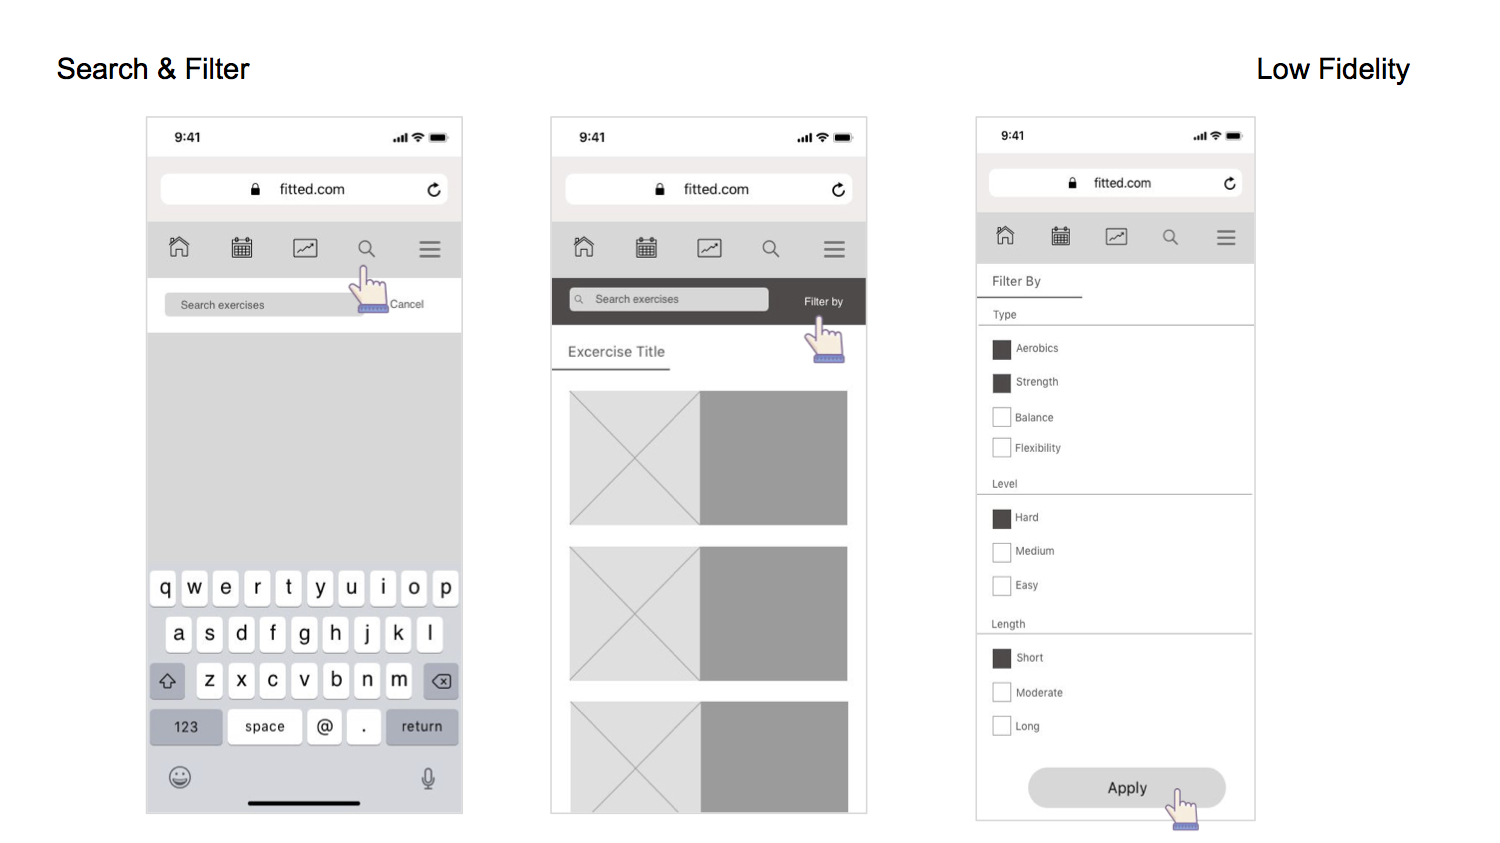 Search & Filter
Low Fidelity
9:41
fitted.com
Search exercises
Cancel
q w e r t y u i o p
a s d f g h j k l
z x c v b n m
123 space @ . return
9:41
fitted.com
Search exercises
Filter by
Excercise Title
9:41
fitted.com
Filter By
Type
Aerobics
Strength
Balance
Flexibility
Level
Hard
Medium
Easy
Length
Short
Moderate
Long
Apply